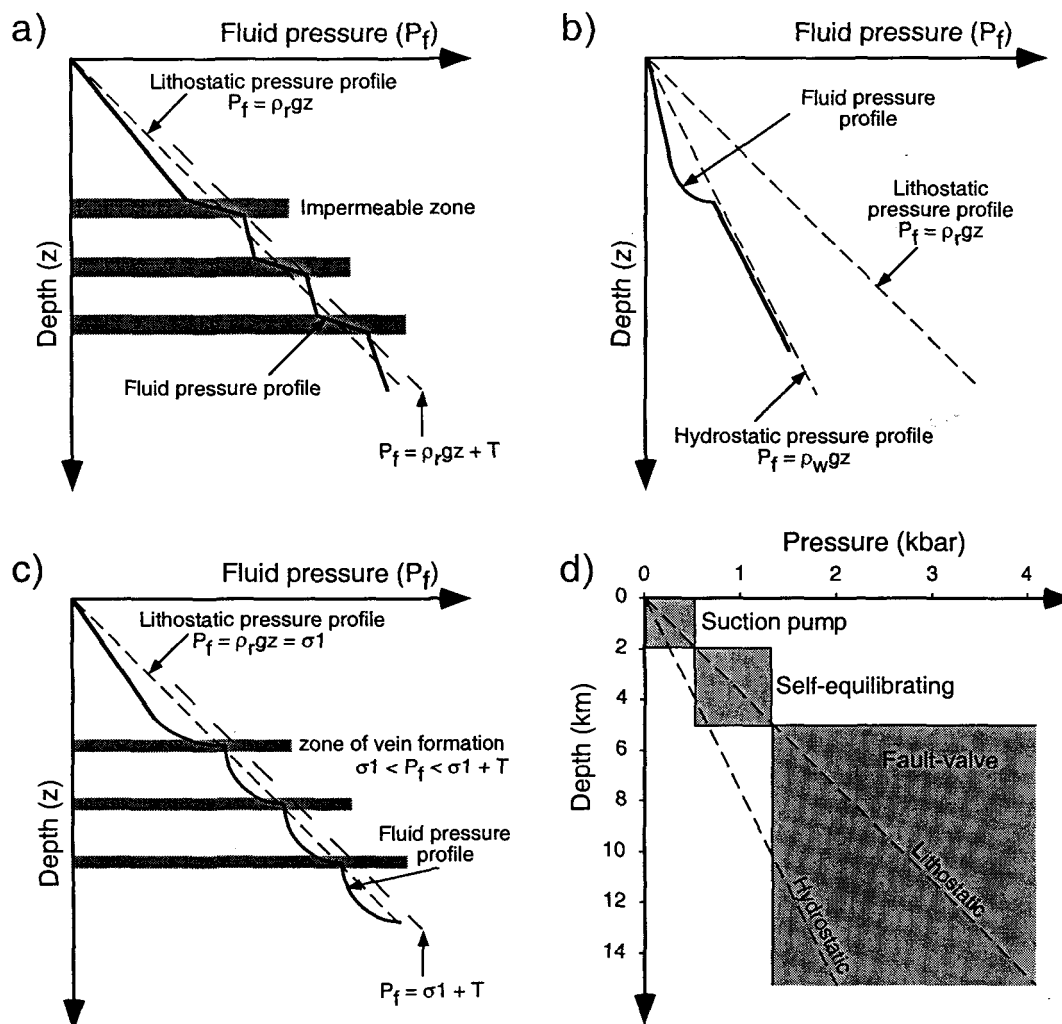 a)
Fluid pressure (Pf)
Lithostatic pressure profile
Pf = ρrgz
Impermeable zone
Depth (z)
Fluid pressure profile
Pf = ρrgz + T
b)
Fluid pressure (Pf)
Fluid pressure
profile
Lithostatic
pressure profile
Pf = ρrgz
Depth (z)
Hydrostatic pressure profile
Pf = ρwgz
c)
Fluid pressure (Pf)
Lithostatic pressure profile
Pf = ρrgz = σ1
zone of vein formation
σ1 < Pf < σ1 + T
Depth (z)
Fluid pressure
profile
Pf = σ1 + T
d)
Pressure (kbar)
0 1 2 3 4
0
2
4
6
8
10
12
14
Depth (km)
Suction pump
Self-equilibrating
Fault-valve
Lithostatic
Hydrostatic